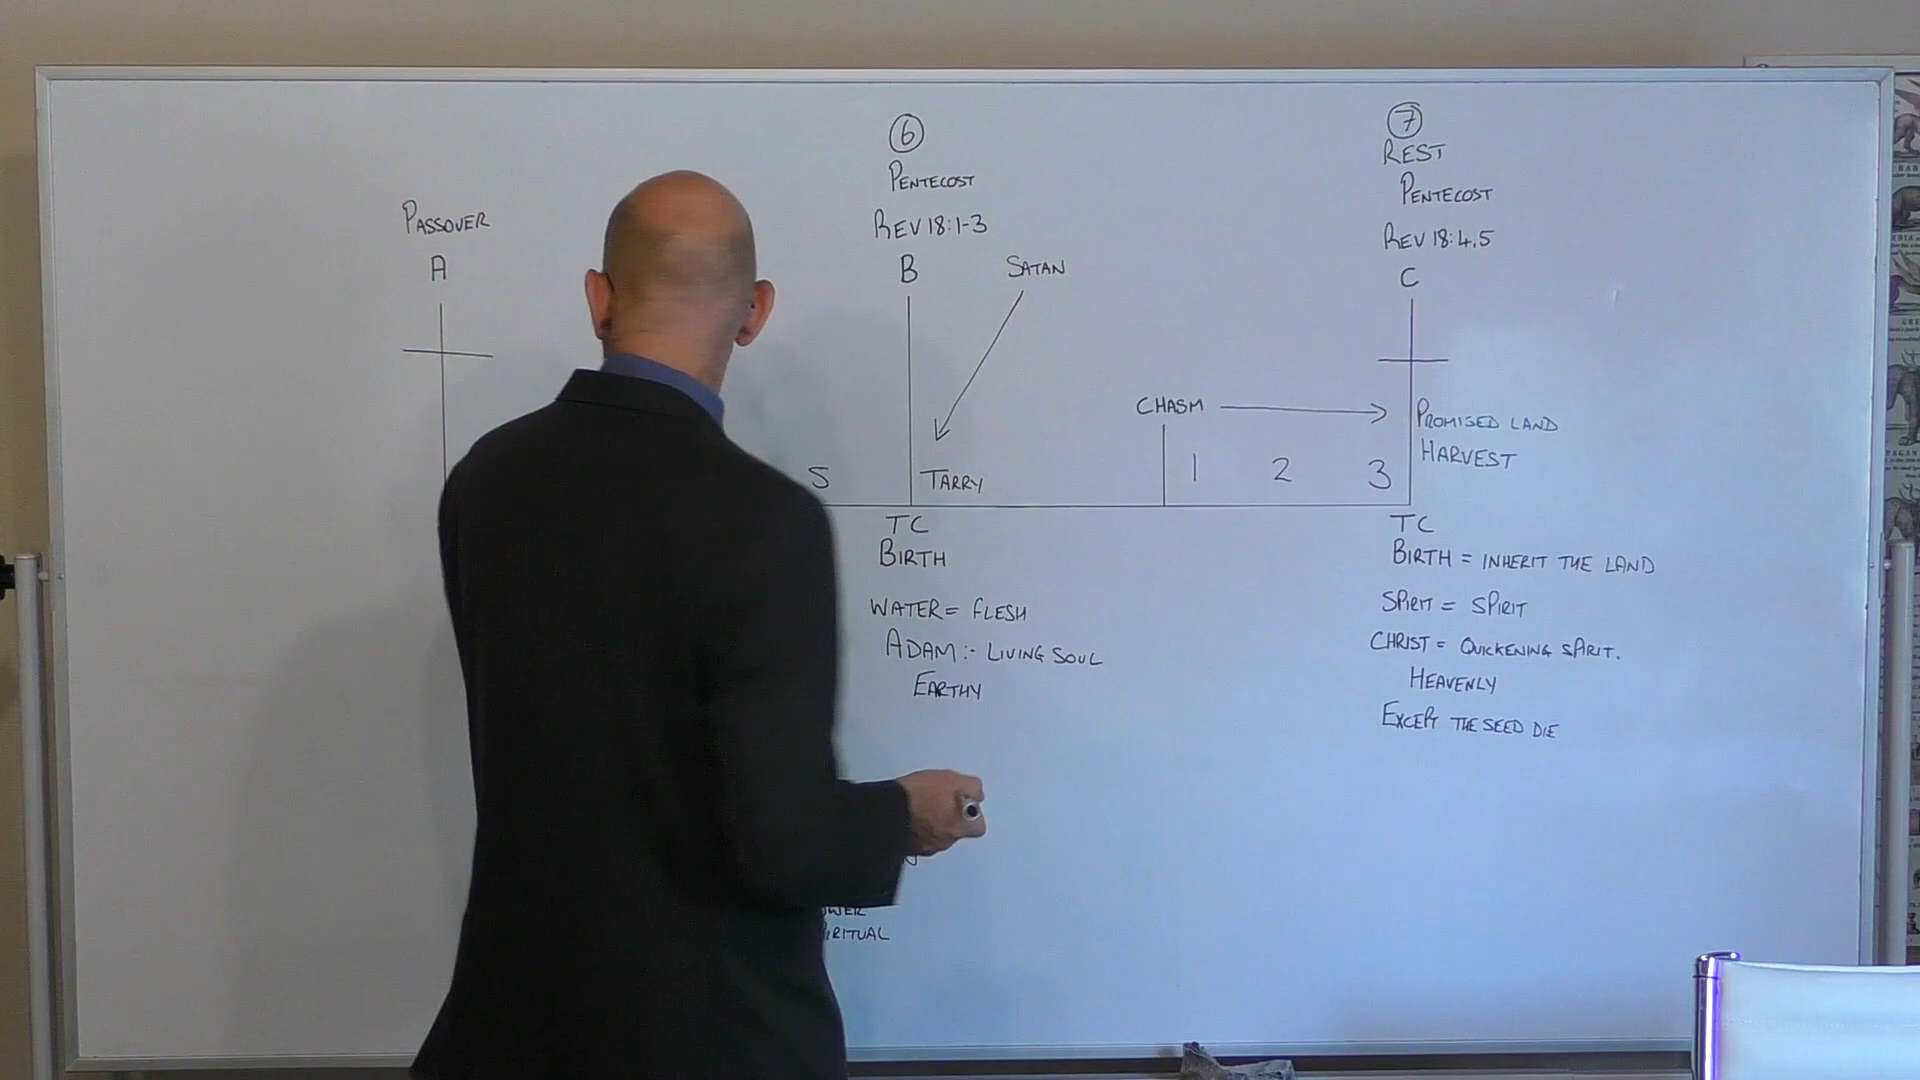 PASSOVER
A
6
PENTECOST
REV 18:1-3
B
SATAN
7
REST
PENTECOST
REV 18:4,5
C
CHASM
PROMISED LAND
HARVEST
5
TARRY
1 2 3
TC
BIRTH
WATER = FLESH
ADAM :- LIVING SOUL
EARTHY
TC
BIRTH = INHERIT THE LAND
SPIRIT = SPIRIT
CHRIST = QUICKENING SPIRIT.
HEAVENLY
EXCEPT THE SEED DIE